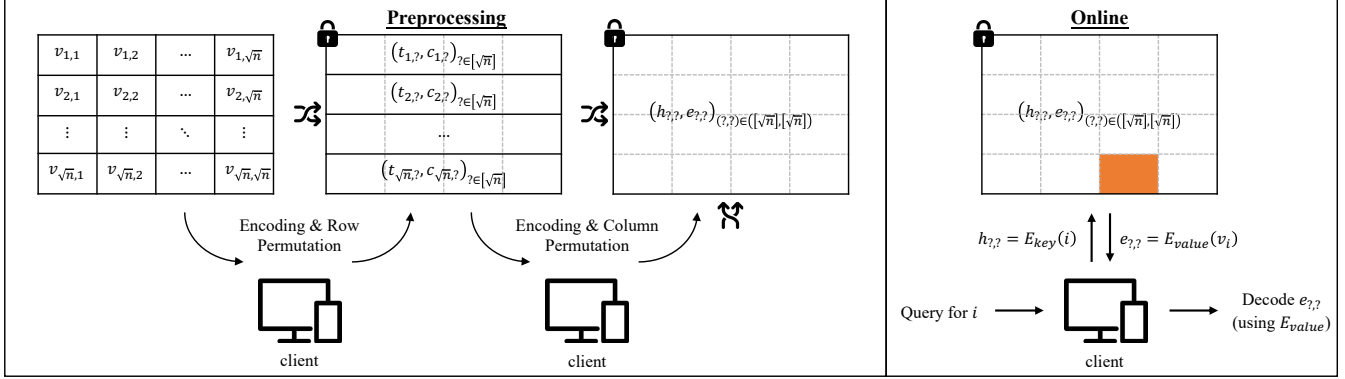 Preprocessing
v_{1,1} v_{1,2} ... v_{1,√n}
v_{2,1} v_{2,2} ... v_{2,√n}
⋮ ⋮ ⋱ ⋮
v_{√n,1} v_{√n,2} ... v_{√n,√n}
(t_{1,?}, c_{1,?})_{?∈[√n]}
(t_{2,?}, c_{2,?})_{?∈[√n]}
...
(t_{√n,?}, c_{√n,?})_{?∈[√n]}
(h_{?,?}, e_{?,?})_{(?,?)∈([√n],[√n])}
Encoding & Row
Permutation
Encoding & Column
Permutation
client
client
Online
(h_{?,?}, e_{?,?})_{(?,?)∈([√n],[√n])}
h_{?,?} = E_{key}(i)
e_{?,?} = E_{value}(v_i)
Query for i
Decode e_{?,?}
(using E_{value})
client